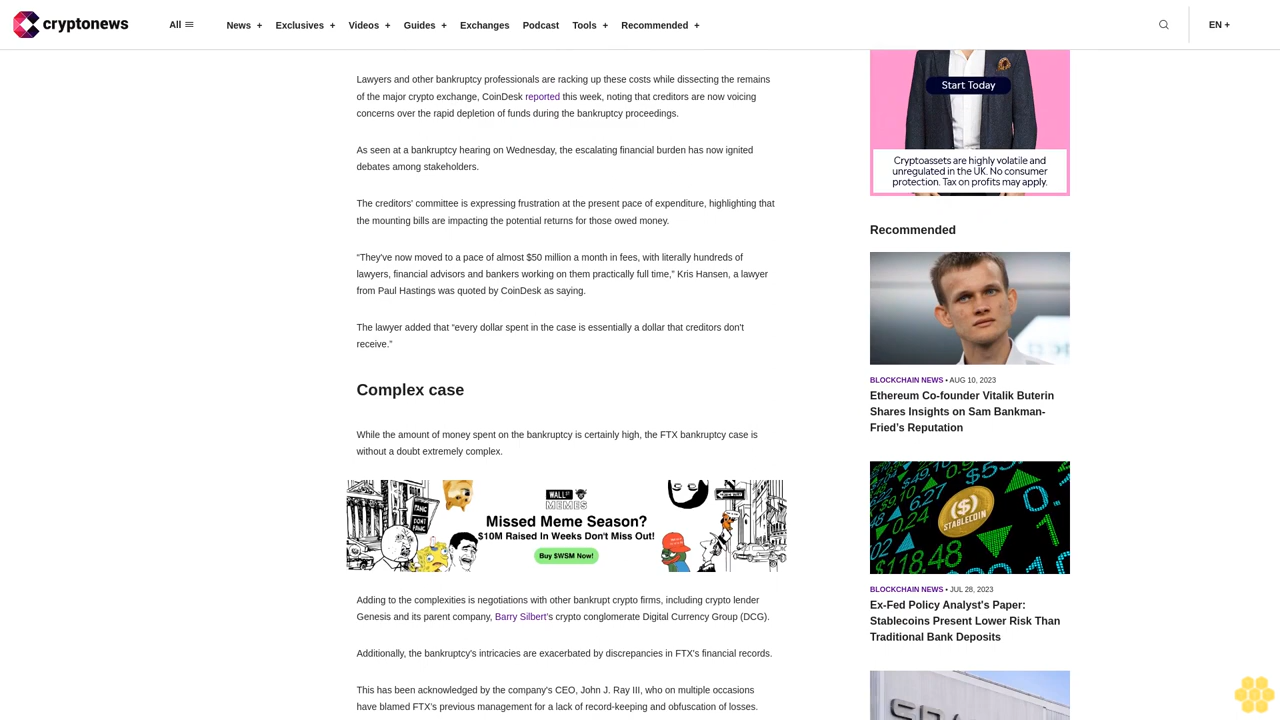 cryptonews
All
News +
Exclusives +
Videos +
Guides +
Exchanges
Podcast
Tools +
Recommended +
EN +
Lawyers and other bankruptcy professionals are racking up these costs while dissecting the remains
of the major crypto exchange, CoinDesk reported this week, noting that creditors are now voicing
concerns over the rapid depletion of funds during the bankruptcy proceedings.
As seen at a bankruptcy hearing on Wednesday, the escalating financial burden has now ignited
debates among stakeholders.
The creditors' committee is expressing frustration at the present pace of expenditure, highlighting that
the mounting bills are impacting the potential returns for those owed money.
“They've now moved to a pace of almost $50 million a month in fees, with literally hundreds of
lawyers, financial advisors and bankers working on them practically full time,” Kris Hansen, a lawyer
from Paul Hastings was quoted by CoinDesk as saying.
The lawyer added that “every dollar spent in the case is essentially a dollar that creditors don't
receive.”
Complex case
While the amount of money spent on the bankruptcy is certainly high, the FTX bankruptcy case is
without a doubt extremely complex.
PANIC
DON'T
PANIC
WALL ST
MEMES
Missed Meme Season?
$10M Raised In Weeks Don't Miss Out!
Buy $WSM Now!
Adding to the complexities is negotiations with other bankrupt crypto firms, including crypto lender
Genesis and its parent company, Barry Silbert's crypto conglomerate Digital Currency Group (DCG).
Additionally, the bankruptcy's intricacies are exacerbated by discrepancies in FTX's financial records.
This has been acknowledged by the company's CEO, John J. Ray III, who on multiple occasions
have blamed FTX's previous management for a lack of record-keeping and obfuscation of losses.
Start Today
Cryptoassets are highly volatile and
unregulated in the UK. No consumer
protection. Tax on profits may apply.
Recommended
BLOCKCHAIN NEWS • AUG 10, 2023
Ethereum Co-founder Vitalik Buterin
Shares Insights on Sam Bankman-
Fried's Reputation
6.27
0.24
($)
STABLECOIN
$118.48
BLOCKCHAIN NEWS • JUL 28, 2023
Ex-Fed Policy Analyst's Paper:
Stablecoins Present Lower Risk Than
Traditional Bank Deposits